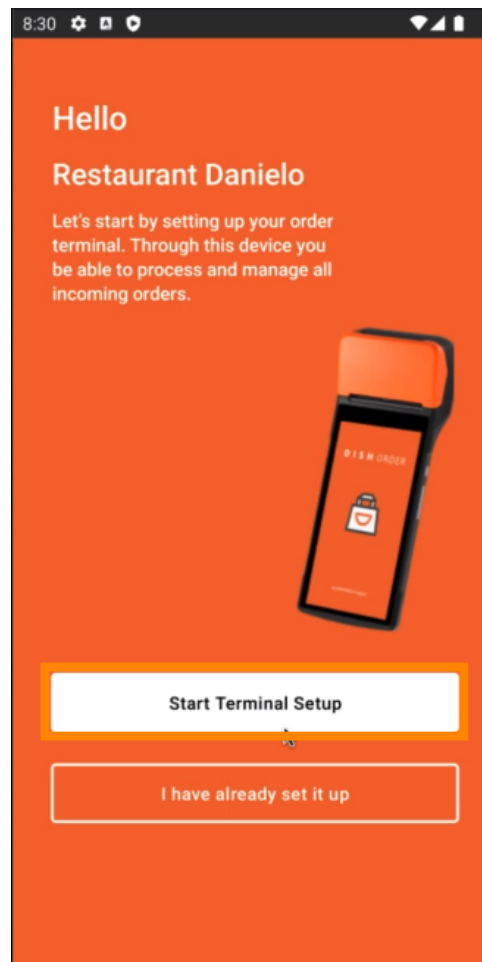 8:30
Hello
Restaurant Danielo
Let's start by setting up your order
terminal. Through this device you
be able to process and manage all
incoming orders.
DISH ORDER
Start Terminal Setup
I have already set it up